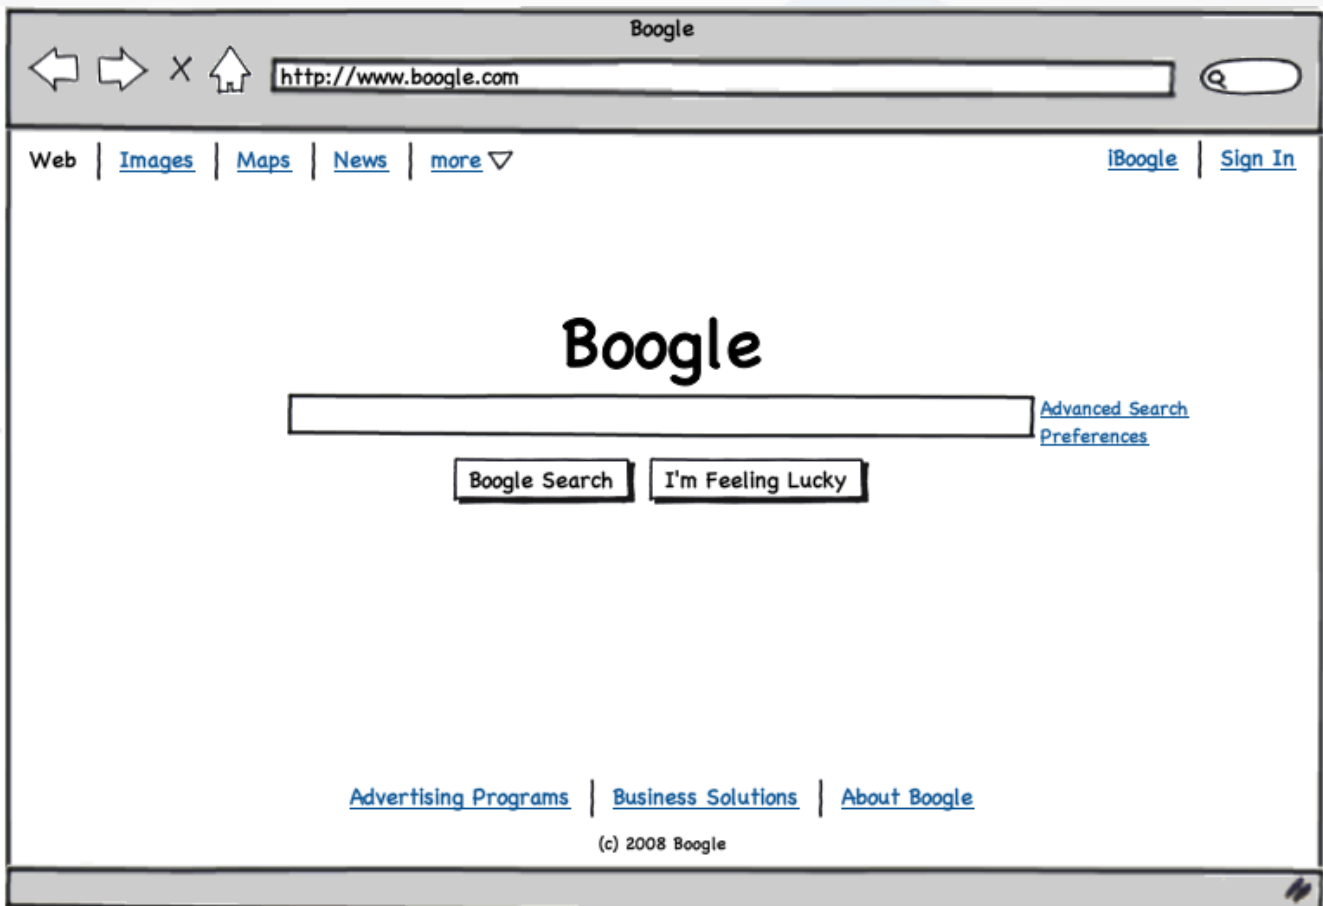 Boogle
http://www.boogle.com
Web Images Maps News more iBoogle Sign In
Boogle
Advanced Search
Preferences
Boogle Search I'm Feeling Lucky
Advertising Programs Business Solutions About Boogle
(c) 2008 Boogle